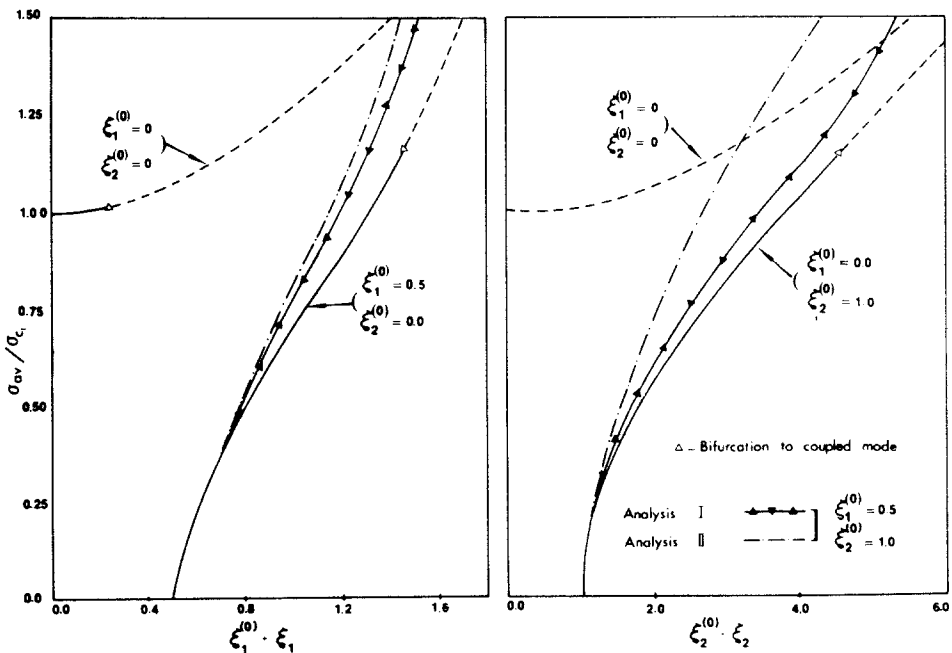 1.50
1.25
1.0 0
0.75
0.50
0.25
0.0
σav / σc1
ξ1(0) = 0
ξ2(0) = 0
ξ1(0) = 0.5
ξ2(0) = 0.0
0.0 0.4 0.8 1.2 1.6
ξ1(0) · ξ1
ξ1(0) = 0
ξ2(0) = 0
ξ1(0) = 0.0
ξ2(0) = 1.0
△ – Bifurcation to coupled mode
Analysis I
ξ1(0) = 0.5
Analysis II
ξ2(0) = 1.0
0.0 2.0 4.0 6.0
ξ2(0) · ξ2